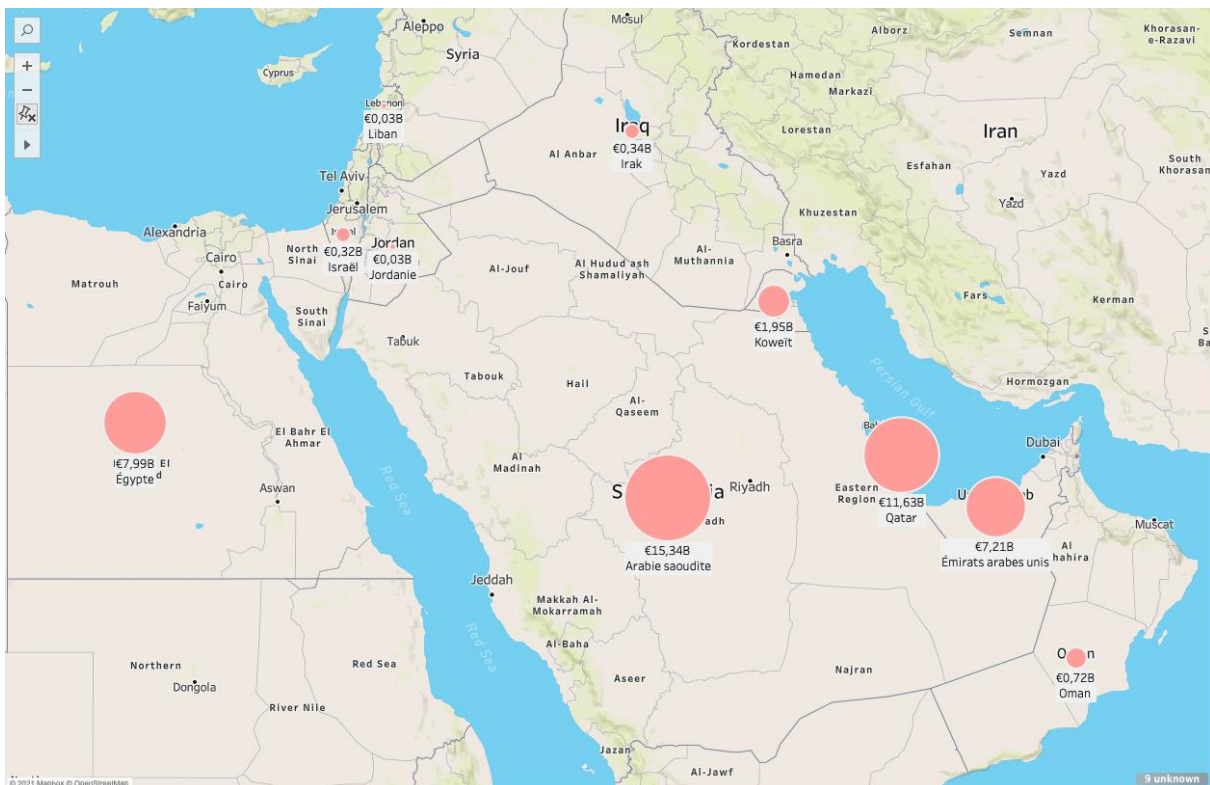 Aleppo
Mosul
Kordestan
Alborz
Semnan
Khorasan-
e-Razavi
Syria
Cyprus
Hamedan
Markazi
€0,03B
Liban
Iraq
€0,34B
Irak
Al Anbar
Lorestan
Iran
Esfahan
Yazd
South
Khorasan
Tel Aviv
Jerusalem
Yazd
Khuzestan
Alexandria
Cairo
Cairo
North
Sinai
€0,32B
Israël
Jordan
€0,03B
Jordanie
Al-Jouf
Al Hudud ash
Shamaliyah
Al-
Muthannia
Basra
Matrouh
Faiyum
South
Sinai
Fars
Kerman
€1,95B
Koweït
Tabuk
Tabouk
Hail
Al-
Qaseem
Persian Gulf
Hormozgan
El Bahr El
Ahmar
€7,99B
Égypte
Aswan
Red Sea
Al
Madinah
Riyadh
Eastern
Region
Dubai
€11,63B
Qatar
Muscat
€15,34B
Arabie saoudite
€7,21B
Émirats arabes unis
Jeddah
Makkah Al-
Mokarramah
Al-Baha
Red Sea
Northern
Dongola
Red Sea
River Nile
Aseer
Najran
€0,72B
Oman
Jazan
Al-Jawf
© 2021 Mapbox © OpenStreetMap
9 unknown